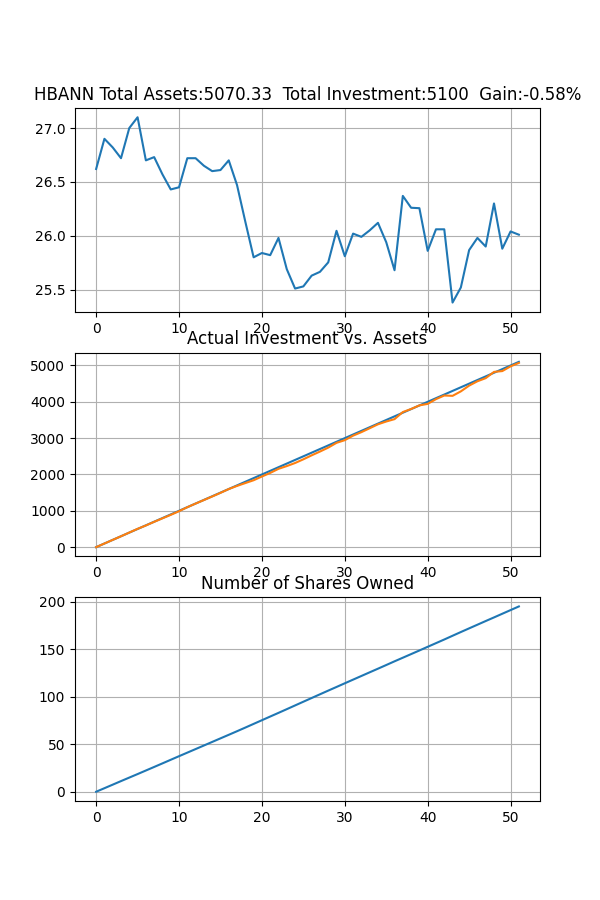 HBANN Total Assets:5070.33  Total Investment:5100  Gain:-0.58%
27.0
26.5
26.0
25.5
0 10 20 30 40 50
Actual Investment vs. Assets
5000
4000
3000
2000
1000
0
0 10 20 30 40 50
Number of Shares Owned
200
150
100
50
0
0 10 20 30 40 50